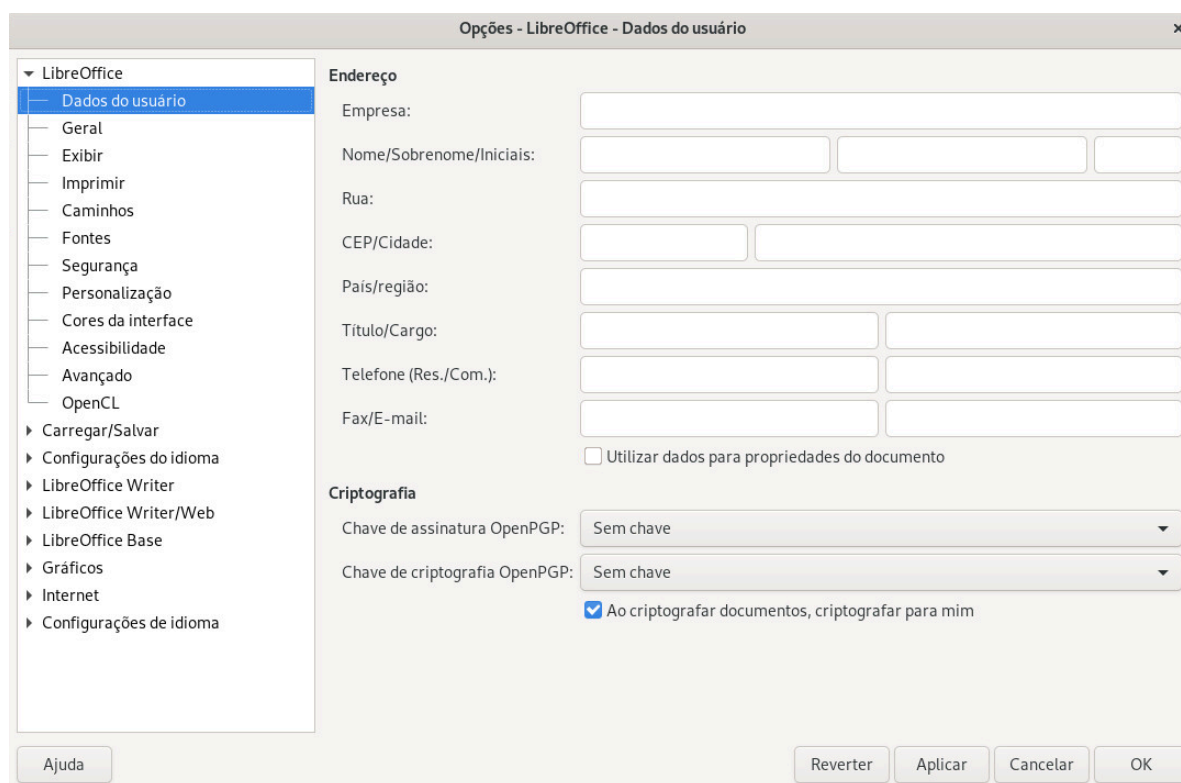 Opções - LibreOffice - Dados do usuário
LibreOffice
Dados do usuário
Geral
Exibir
Imprimir
Caminhos
Fontes
Segurança
Personalização
Cores da interface
Acessibilidade
Avançado
OpenCL
Carregar/Salvar
Configurações do idioma
LibreOffice Writer
LibreOffice Writer/Web
LibreOffice Base
Gráficos
Internet
Configurações de idioma
Endereço
Empresa:
Nome/Sobrenome/Iniciais:
Rua:
CEP/Cidade:
País/região:
Título/Cargo:
Telefone (Res./Com.):
Fax/E-mail:
Utilizar dados para propriedades do documento
Criptografia
Chave de assinatura OpenPGP: Sem chave
Chave de criptografia OpenPGP: Sem chave
Ao criptografar documentos, criptografar para mim
Ajuda Reverter Aplicar Cancelar OK